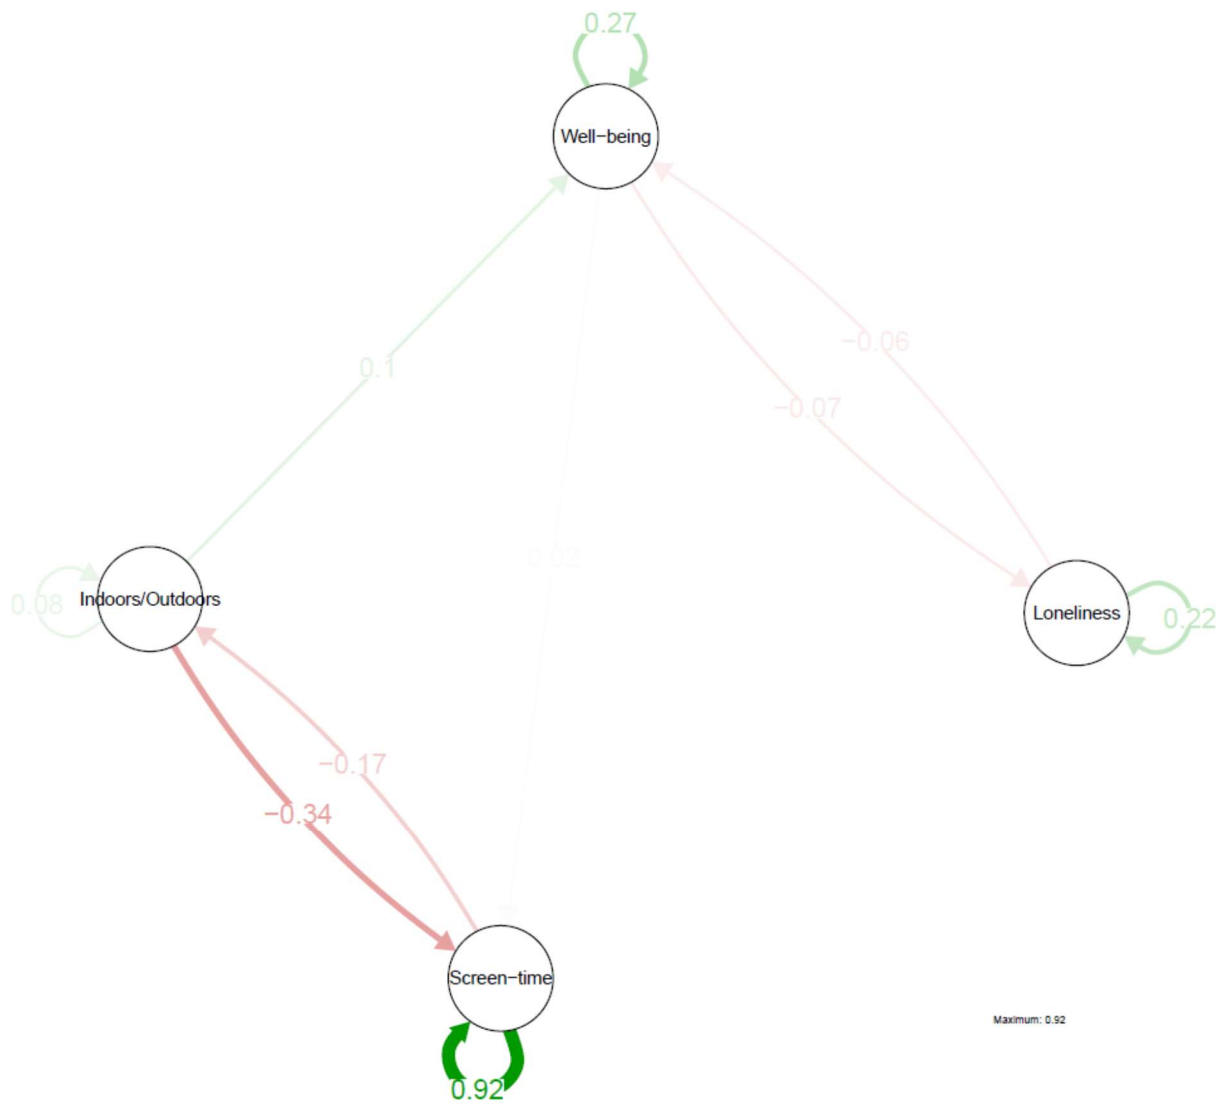 0.27
Well−being
−0.06
0.1
−0.07
0.02
Indoors/Outdoors
0.08
Loneliness
0.22
−0.17
−0.34
Screen−time
Maximum: 0.92
0.92